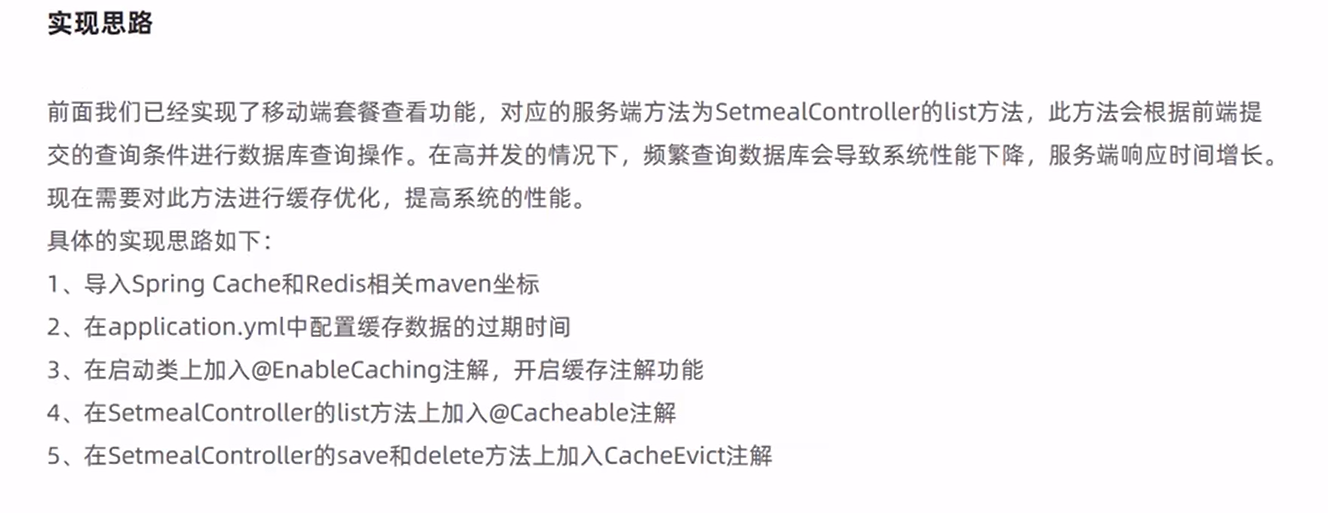 实现思路
前面我们已经实现了移动端套餐查看功能，对应的服务端方法为SetmealController的list方法，此方法会根据前端提
交的查询条件进行数据库查询操作。在高并发的情况下，频繁查询数据库会导致系统性能下降，服务端响应时间增长。
现在需要对此方法进行缓存优化，提高系统的性能。
具体的实现思路如下：
1、导入Spring Cache和Redis相关maven坐标
2、在application.yml中配置缓存数据的过期时间
3、在启动类上加入@EnableCaching注解，开启缓存注解功能
4、在SetmealController的list方法上加入@Cacheable注解
5、在SetmealController的save和delete方法上加入CacheEvict注解